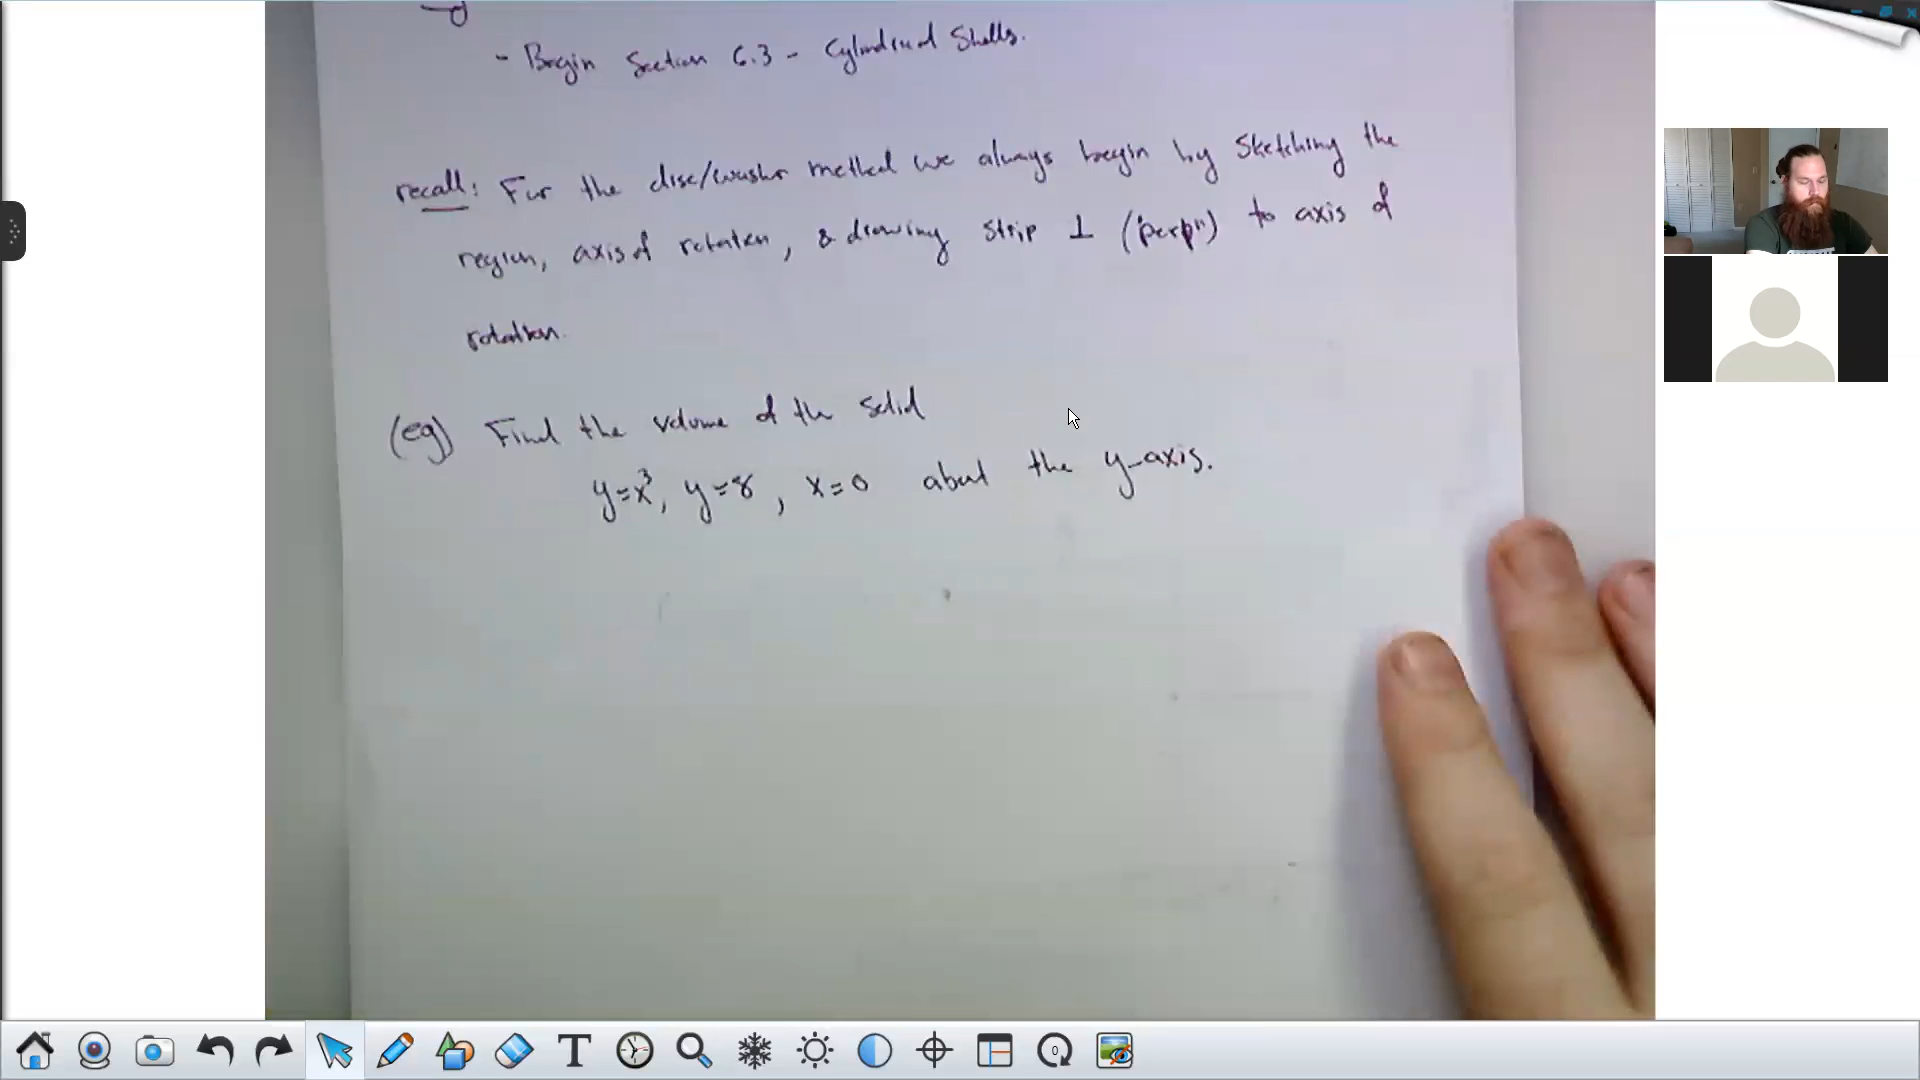 - Begin Section 6.3 - Cylindrical Shells.
recall: For the disc/washer method we always begin by sketching the
region, axis of rotation, & drawing strip ⊥ ("perp") to axis of
rotation.
(eg) Find the volume of the solid
y=x³, y=8, x=0 about the y-axis.
T
0